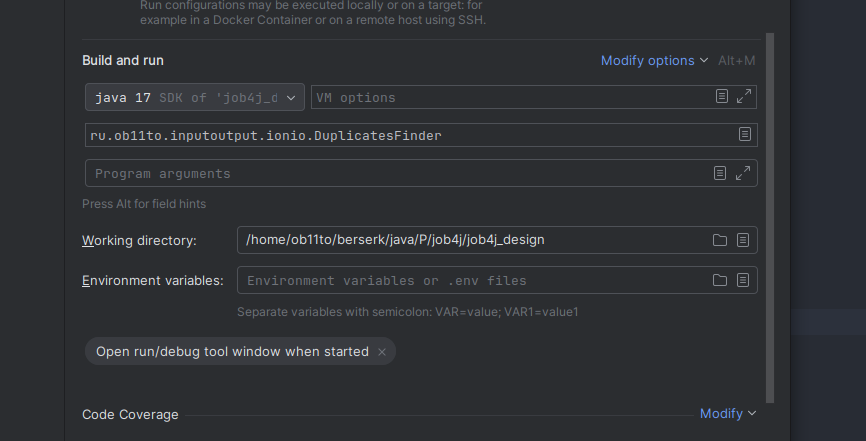 Run configurations may be executed locally or on a target: for
example in a Docker Container or on a remote host using SSH.
Build and run
Modify options Alt+M
java 17 SDK of 'job4j_d
VM options
ru.ob11to.inputoutput.ionio.DuplicatesFinder
Program arguments
Press Alt for field hints
Working directory: /home/ob11to/berserk/java/P/job4j/job4j_design
Environment variables: Environment variables or .env files
Separate variables with semicolon: VAR=value; VAR1=value1
Open run/debug tool window when started ×
Code Coverage
Modify